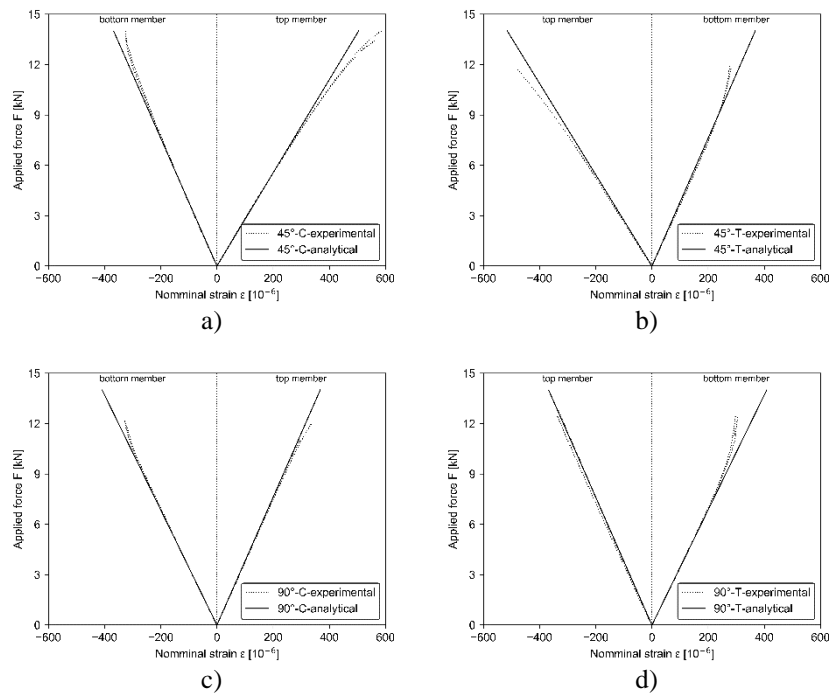 bottom member top member
15
12
9
6
3
0
Applied force F [kN]
45°-C-experimental
45°-C-analytical
−600 −400 −200 0 200 400 600
Nomminal strain ε [10⁻⁶]
a)
top member bottom member
15
12
9
6
3
0
Applied force F [kN]
45°-T-experimental
45°-T-analytical
−600 −400 −200 0 200 400 600
Nomminal strain ε [10⁻⁶]
b)
bottom member top member
15
12
9
6
3
0
Applied force F [kN]
90°-C-experimental
90°-C-analytical
−600 −400 −200 0 200 400 600
Nomminal strain ε [10⁻⁶]
c)
top member bottom member
15
12
9
6
3
0
Applied force F [kN]
90°-T-experimental
90°-T-analytical
−600 −400 −200 0 200 400 600
Nomminal strain ε [10⁻⁶]
d)